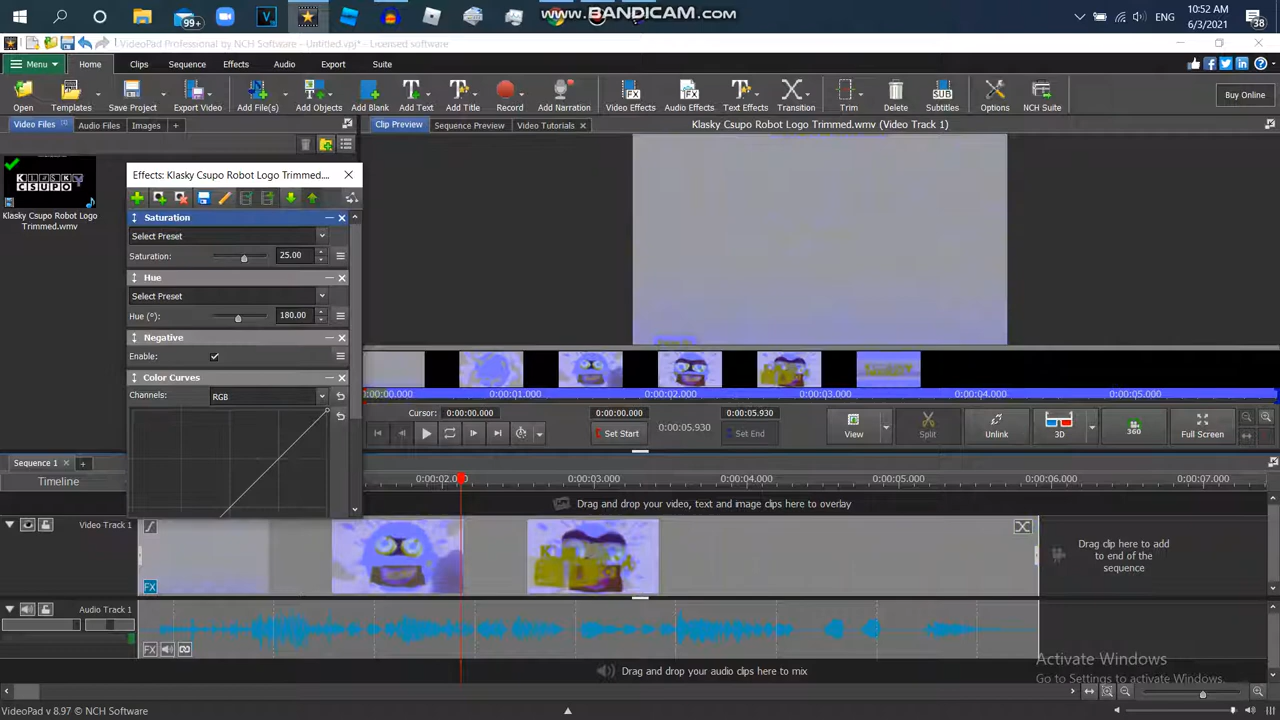 www.BANDICAM.com
99+
ENG
10:52 AM
6/3/2021
38
VideoPad Professional by NCH Software - Untitled.vpj* - Licensed software
Menu
Home
Clips
Sequence
Effects
Audio
Export
Suite
Open
Templates
Save Project
Export Video
Add File(s)
Add Objects
Add Blank
Add Text
Add Title
Record
Add Narration
Video Effects
Audio Effects
Text Effects
Transition
Trim
Delete
Subtitles
Options
NCH Suite
Buy Online
Video Files
Audio Files
Images
+
Clip Preview
Sequence Preview
Video Tutorials
Klasky Csupo Robot Logo Trimmed.wmv (Video Track 1)
KLASKY
CSUPO
Klasky Csupo Robot Logo
Trimmed.wmv
Effects: Klasky Csupo Robot Logo Trimmed....
Saturation
Select Preset
Saturation:
25.00
Hue
Select Preset
Hue (º):
180.00
Negative
Enable:
Color Curves
Channels:
RGB
0:00:00.000
0:00:01.000
0:00:02.000
0:00:03.000
0:00:04.000
0:00:05.000
Cursor:
0:00:00.000
0:00:00.000
0:00:05.930
Set Start
0:00:05.930
Set End
View
Split
Unlink
3D
360
Full Screen
Sequence 1
+
Timeline
0:00:02.0
0:00:03.000
0:00:04.000
0:00:05.000
0:00:06.000
0:00:07.000
Drag and drop your video, text and image clips here to overlay
Video Track 1
FX
Drag clip here to add
to end of the
sequence
Audio Track 1
FX
Drag and drop your audio clips here to mix
Activate Windows
Go to Settings to activate Windows.
VideoPad v 8.97 © NCH Software